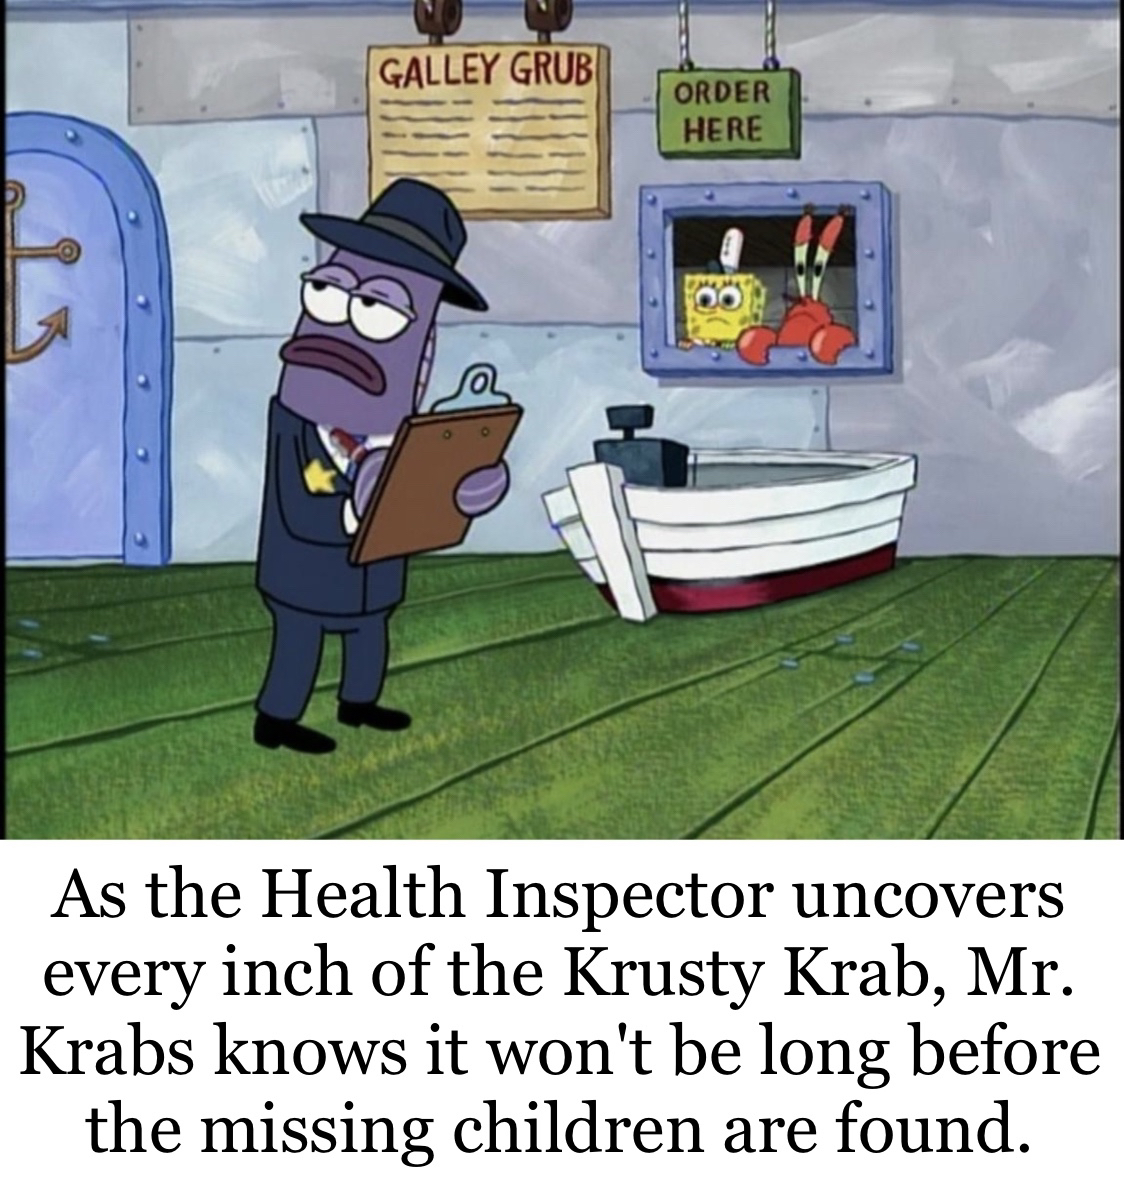 GALLEY GRUB
ORDER
HERE
As the Health Inspector uncovers
every inch of the Krusty Krab, Mr.
Krabs knows it won't be long before
the missing children are found.